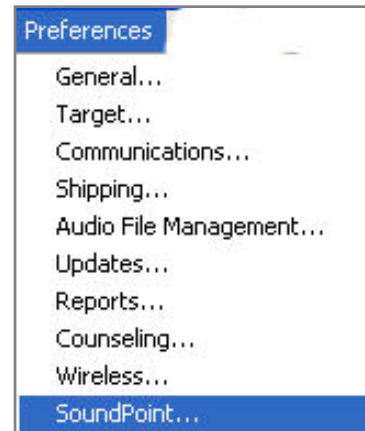 Preferences
General...
Target...
Communications...
Shipping...
Audio File Management...
Updates...
Reports...
Counseling...
Wireless...
SoundPoint...